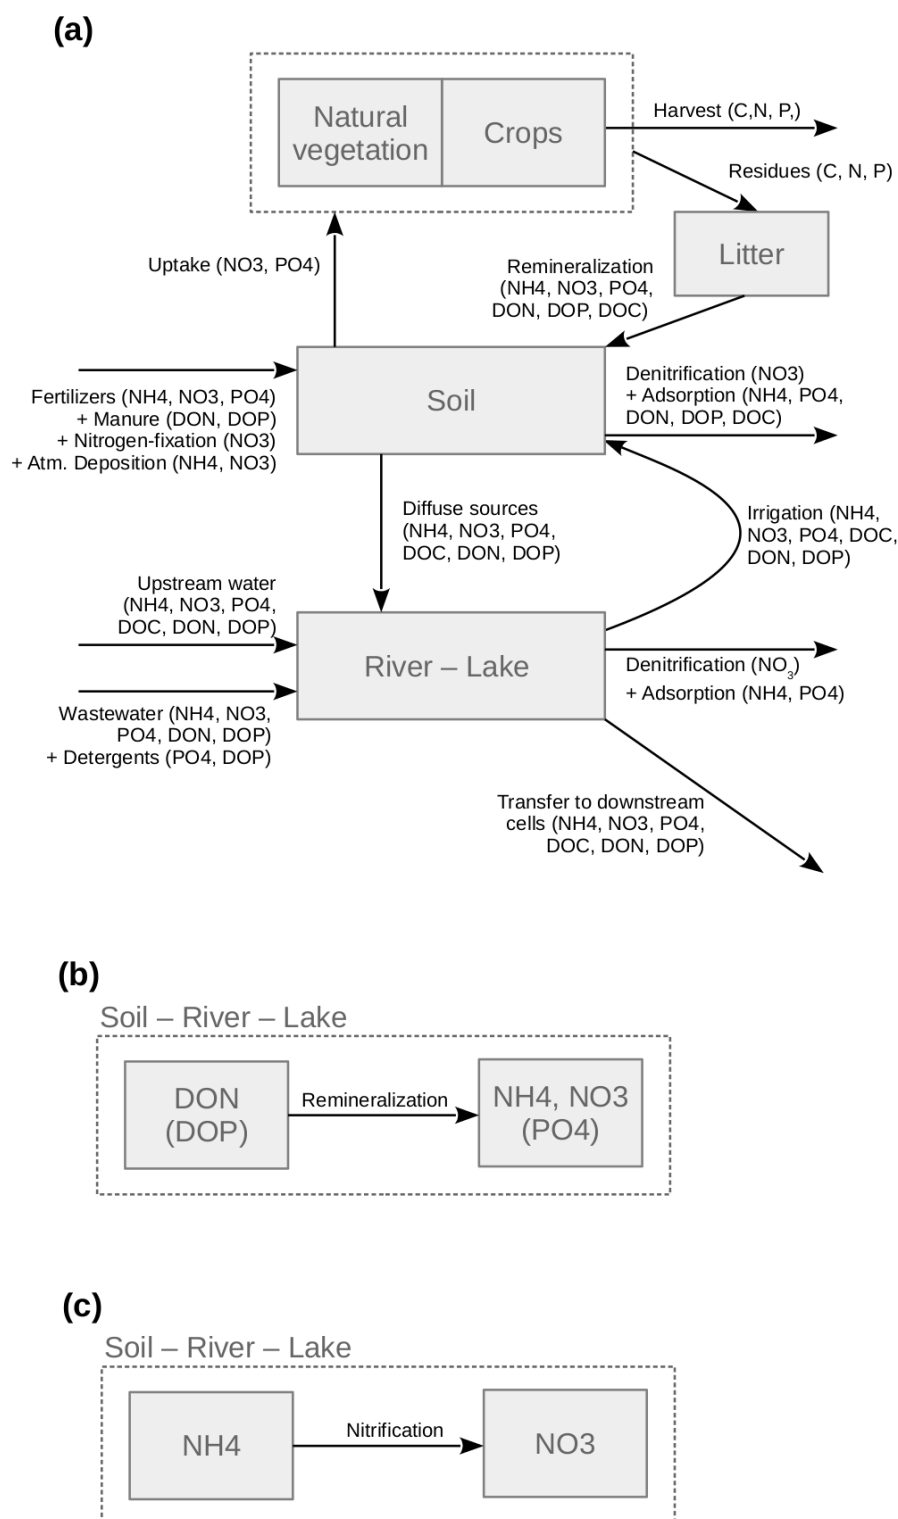 (a)
Natural
vegetation
Crops
Harvest (C,N, P,)
Residues (C, N, P)
Litter
Uptake (NO3, PO4)
Remineralization
(NH4, NO3, PO4,
DON, DOP, DOC)
Soil
Fertilizers (NH4, NO3, PO4)
+ Manure (DON, DOP)
+ Nitrogen-fixation (NO3)
+ Atm. Deposition (NH4, NO3)
Denitrification (NO3)
+ Adsorption (NH4, PO4,
DON, DOP, DOC)
Diffuse sources
(NH4, NO3, PO4,
DOC, DON, DOP)
Irrigation (NH4,
NO3, PO4, DOC,
DON, DOP)
Upstream water
(NH4, NO3, PO4,
DOC, DON, DOP)
River – Lake
Wastewater (NH4, NO3,
PO4, DON, DOP)
+ Detergents (PO4, DOP)
Denitrification (NO₃)
+ Adsorption (NH4, PO4)
Transfer to downstream
cells (NH4, NO3, PO4,
DOC, DON, DOP)
(b)
Soil – River – Lake
DON
(DOP)
Remineralization
NH4, NO3
(PO4)
(c)
Soil – River – Lake
NH4
Nitrification
NO3